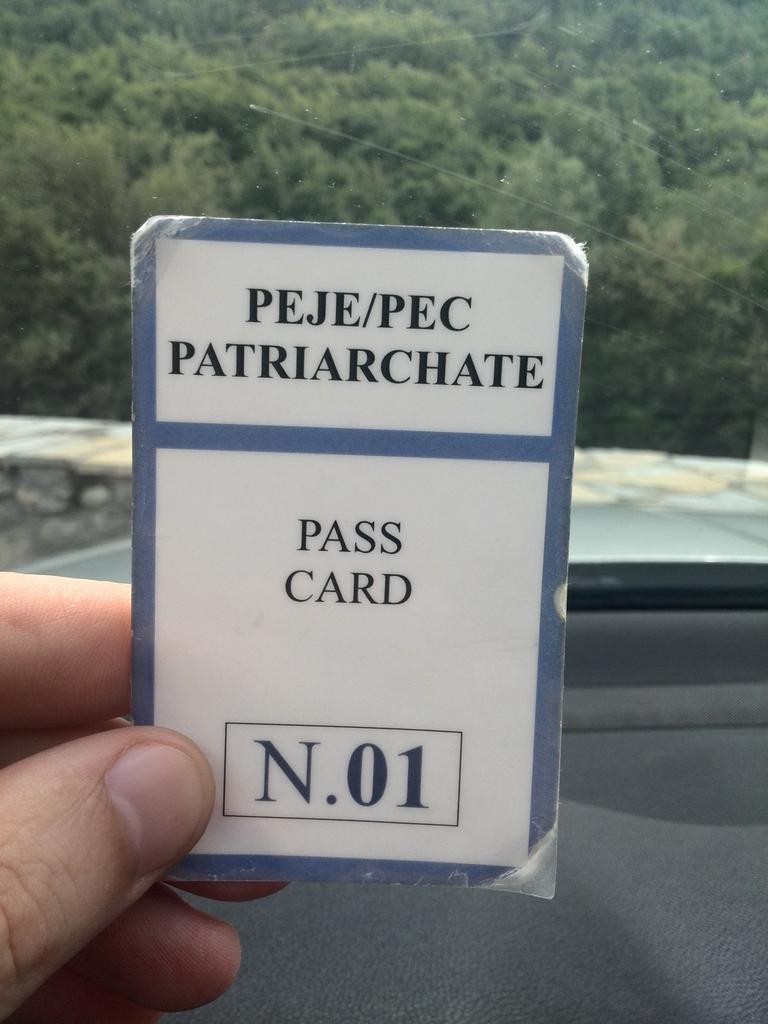 PEJE/PEC
PATRIARCHATE
PASS
CARD
N.01